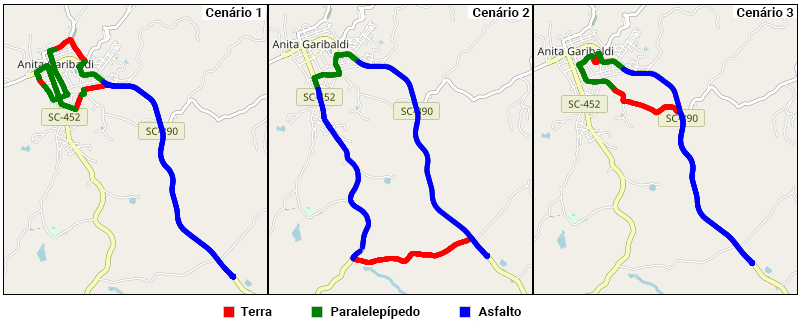 Cenário 1
Cenário 2
Cenário 3
Anita Garibaldi
Anita Garibaldi
Anita Garibaldi
SC-452
SC-390
SC-452
SC-390
SC-452
SC-390
Terra
Paralelepípedo
Asfalto